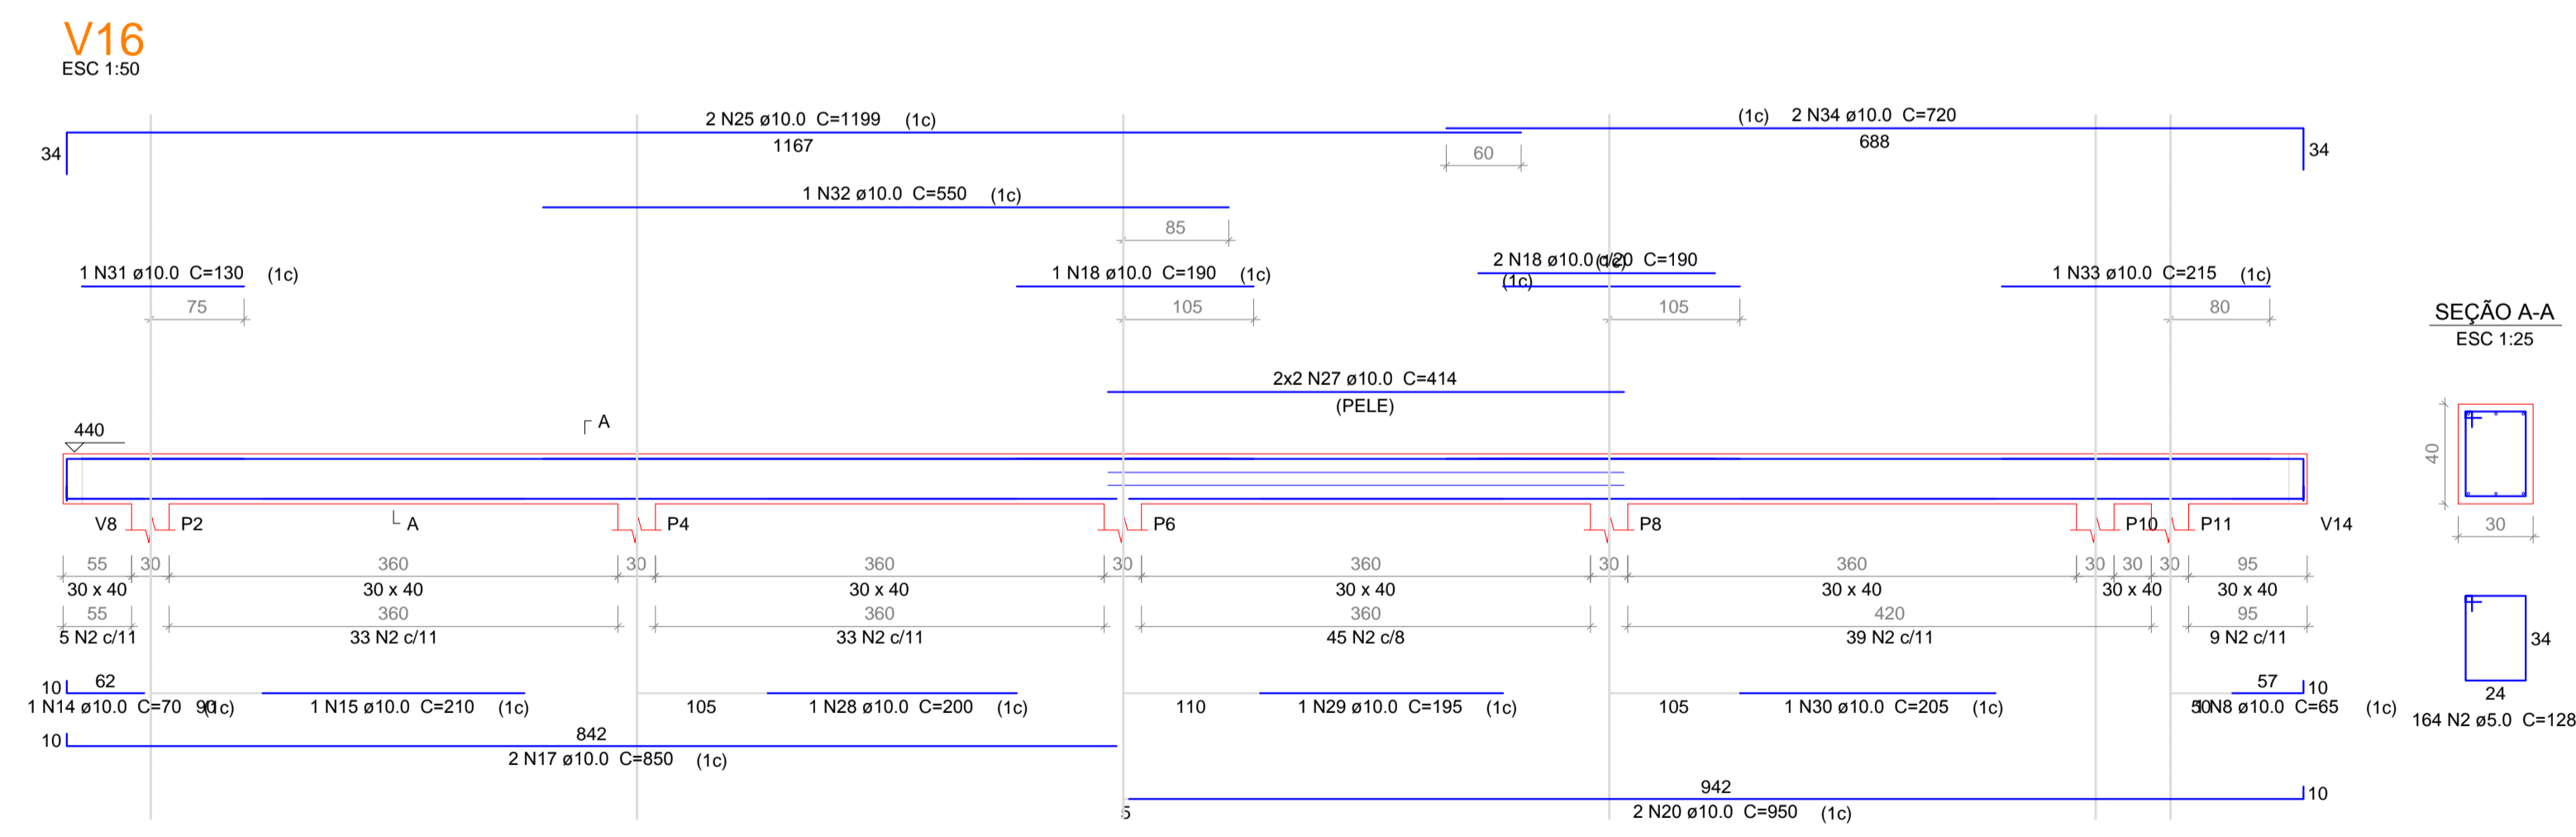 V16
ESC 1:50
2 N25 ø10.0 C=1199 (1c)
1167
34
(1c) 2 N34 ø10.0 C=720
688
34
60
1 N32 ø10.0 C=550 (1c)
85
1 N31 ø10.0 C=130 (1c)
75
1 N18 ø10.0 C=190 (1c)
105
2 N18 ø10.0 c/20 C=190
(1c)
(1c)
105
1 N33 ø10.0 C=215 (1c)
80
2x2 N27 ø10.0 C=414
(PELE)
SEÇÃO A-A
ESC 1:25
440
A
40
30
A
V8 P2 P4 P6 P8 P10 P11 V14
55 30 360 30 360 30 360 30 360 30 30 30 95
30 x 40 30 x 40 30 x 40 30 x 40 30 x 40 30 x 40 30 x 40
55 360 360 360 420 95
5 N2 c/11 33 N2 c/11 33 N2 c/11 45 N2 c/8 39 N2 c/11 9 N2 c/11
34
24
164 N2 ø5.0 C=128
10 62
1 N14 ø10.0 C=70 (1c)
90
1 N15 ø10.0 C=210 (1c)
105
1 N28 ø10.0 C=200 (1c)
110
1 N29 ø10.0 C=195 (1c)
105
1 N30 ø10.0 C=205 (1c)
57 10
50
1 N8 ø10.0 C=65 (1c)
10 842
2 N17 ø10.0 C=850 (1c)
5
942 10
2 N20 ø10.0 C=950 (1c)